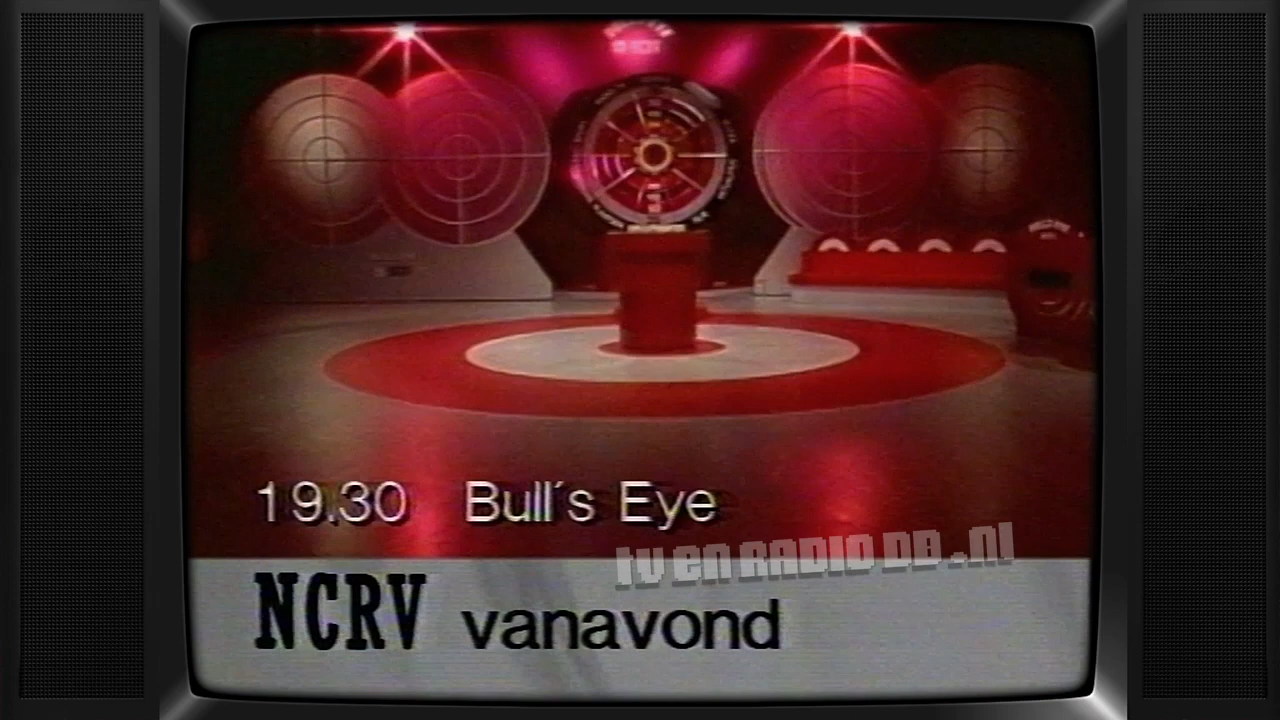 19.30 Bull´s Eye
TV en RADIO DB .nl
NCRV vanavond